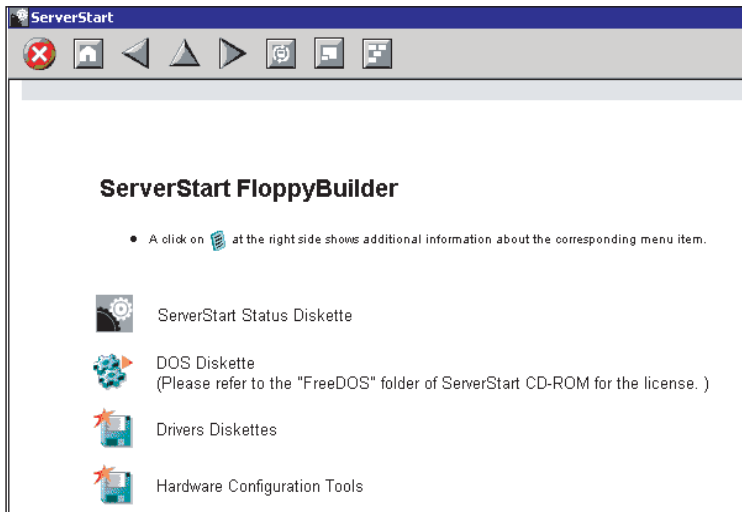 ServerStart
ServerStart FloppyBuilder
• A click on at the right side shows additional information about the corresponding menu item.
ServerStart Status Diskette
DOS Diskette
(Please refer to the "FreeDOS" folder of ServerStart CD-ROM for the license. )
Drivers Diskettes
Hardware Configuration Tools